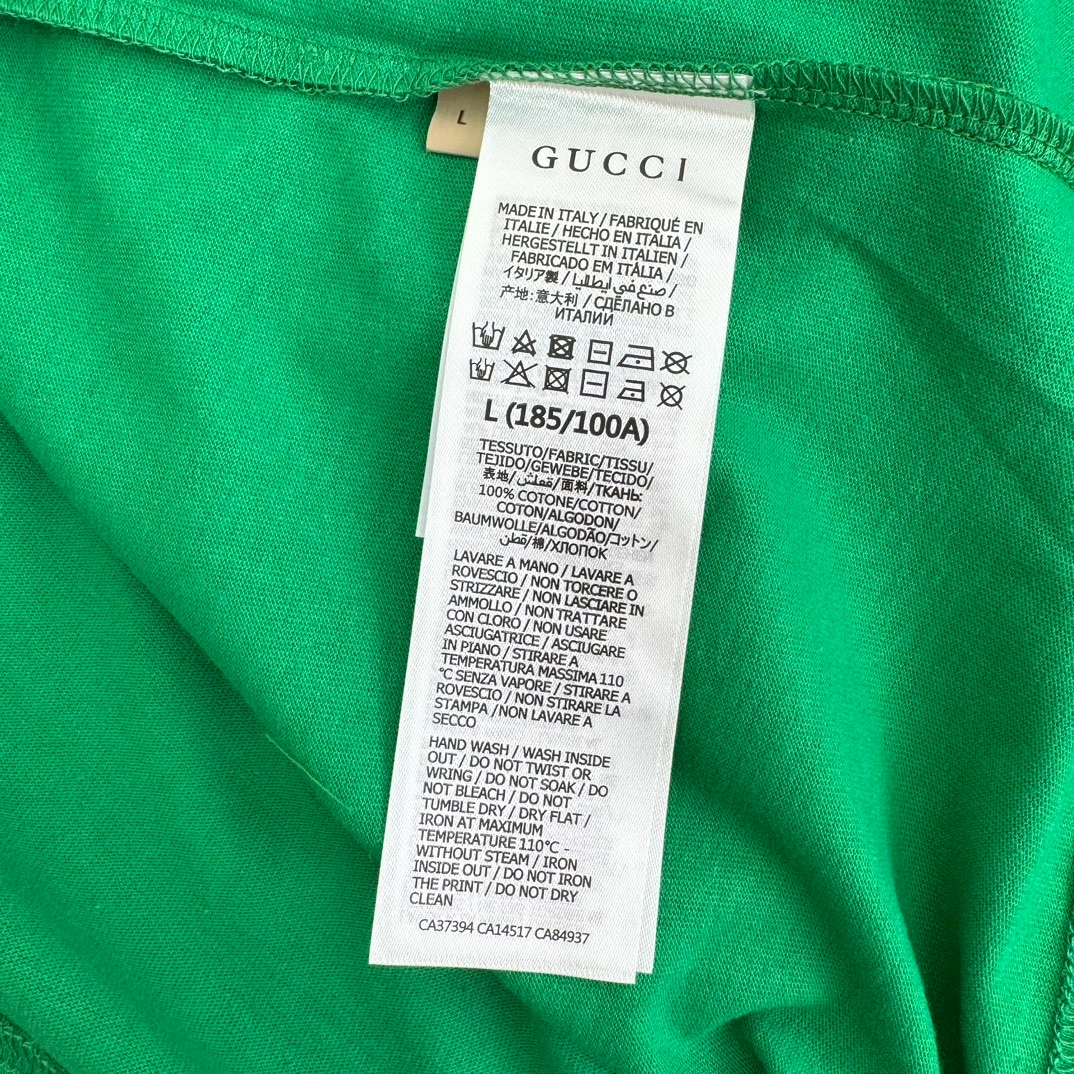 L
GUCCI
MADE IN ITALY / FABRIQUÉ EN
ITALIE / HECHO EN ITALIA /
HERGESTELLT IN ITALIEN /
FABRICADO EM ITALIA /
イタリア製 / صنع في ايطاليا /
产地:意大利 / СДЕЛАНО В
ИТАЛИИ
L (185/100A)
TESSUTO/FABRIC/TISSU/
TEJIDO/GEWEBE/TECIDO/
表地/قماش/面料/ТКАНЬ:
100% COTONE/COTTON/
COTON/ALGODON/
BAUMWOLLE/ALGODÃO/コットン/
قطن/棉/ХЛОПОК
LAVARE A MANO / LAVARE A
ROVESCIO / NON TORCERE O
STRIZZARE / NON LASCIARE IN
AMMOLLO / NON TRATTARE
CON CLORO / NON USARE
ASCIUGATRICE / ASCIUGARE
IN PIANO / STIRARE A
TEMPERATURA MASSIMA 110
°C SENZA VAPORE / STIRARE A
ROVESCIO / NON STIRARE LA
STAMPA /NON LAVARE A
SECCO
HAND WASH / WASH INSIDE
OUT / DO NOT TWIST OR
WRING / DO NOT SOAK / DO
NOT BLEACH / DO NOT
TUMBLE DRY / DRY FLAT /
IRON AT MAXIMUM
TEMPERATURE 110°C -
WITHOUT STEAM / IRON
INSIDE OUT / DO NOT IRON
THE PRINT / DO NOT DRY
CLEAN
CA37394 CA14517 CA84937